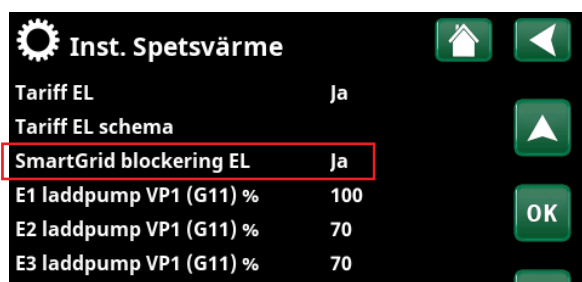 Inst. Spetsvärme
Tariff EL Ja
Tariff EL schema
SmartGrid blockering EL Ja
E1 laddpump VP1 (G11) % 100
E2 laddpump VP1 (G11) % 70
E3 laddpump VP1 (G11) % 70
OK